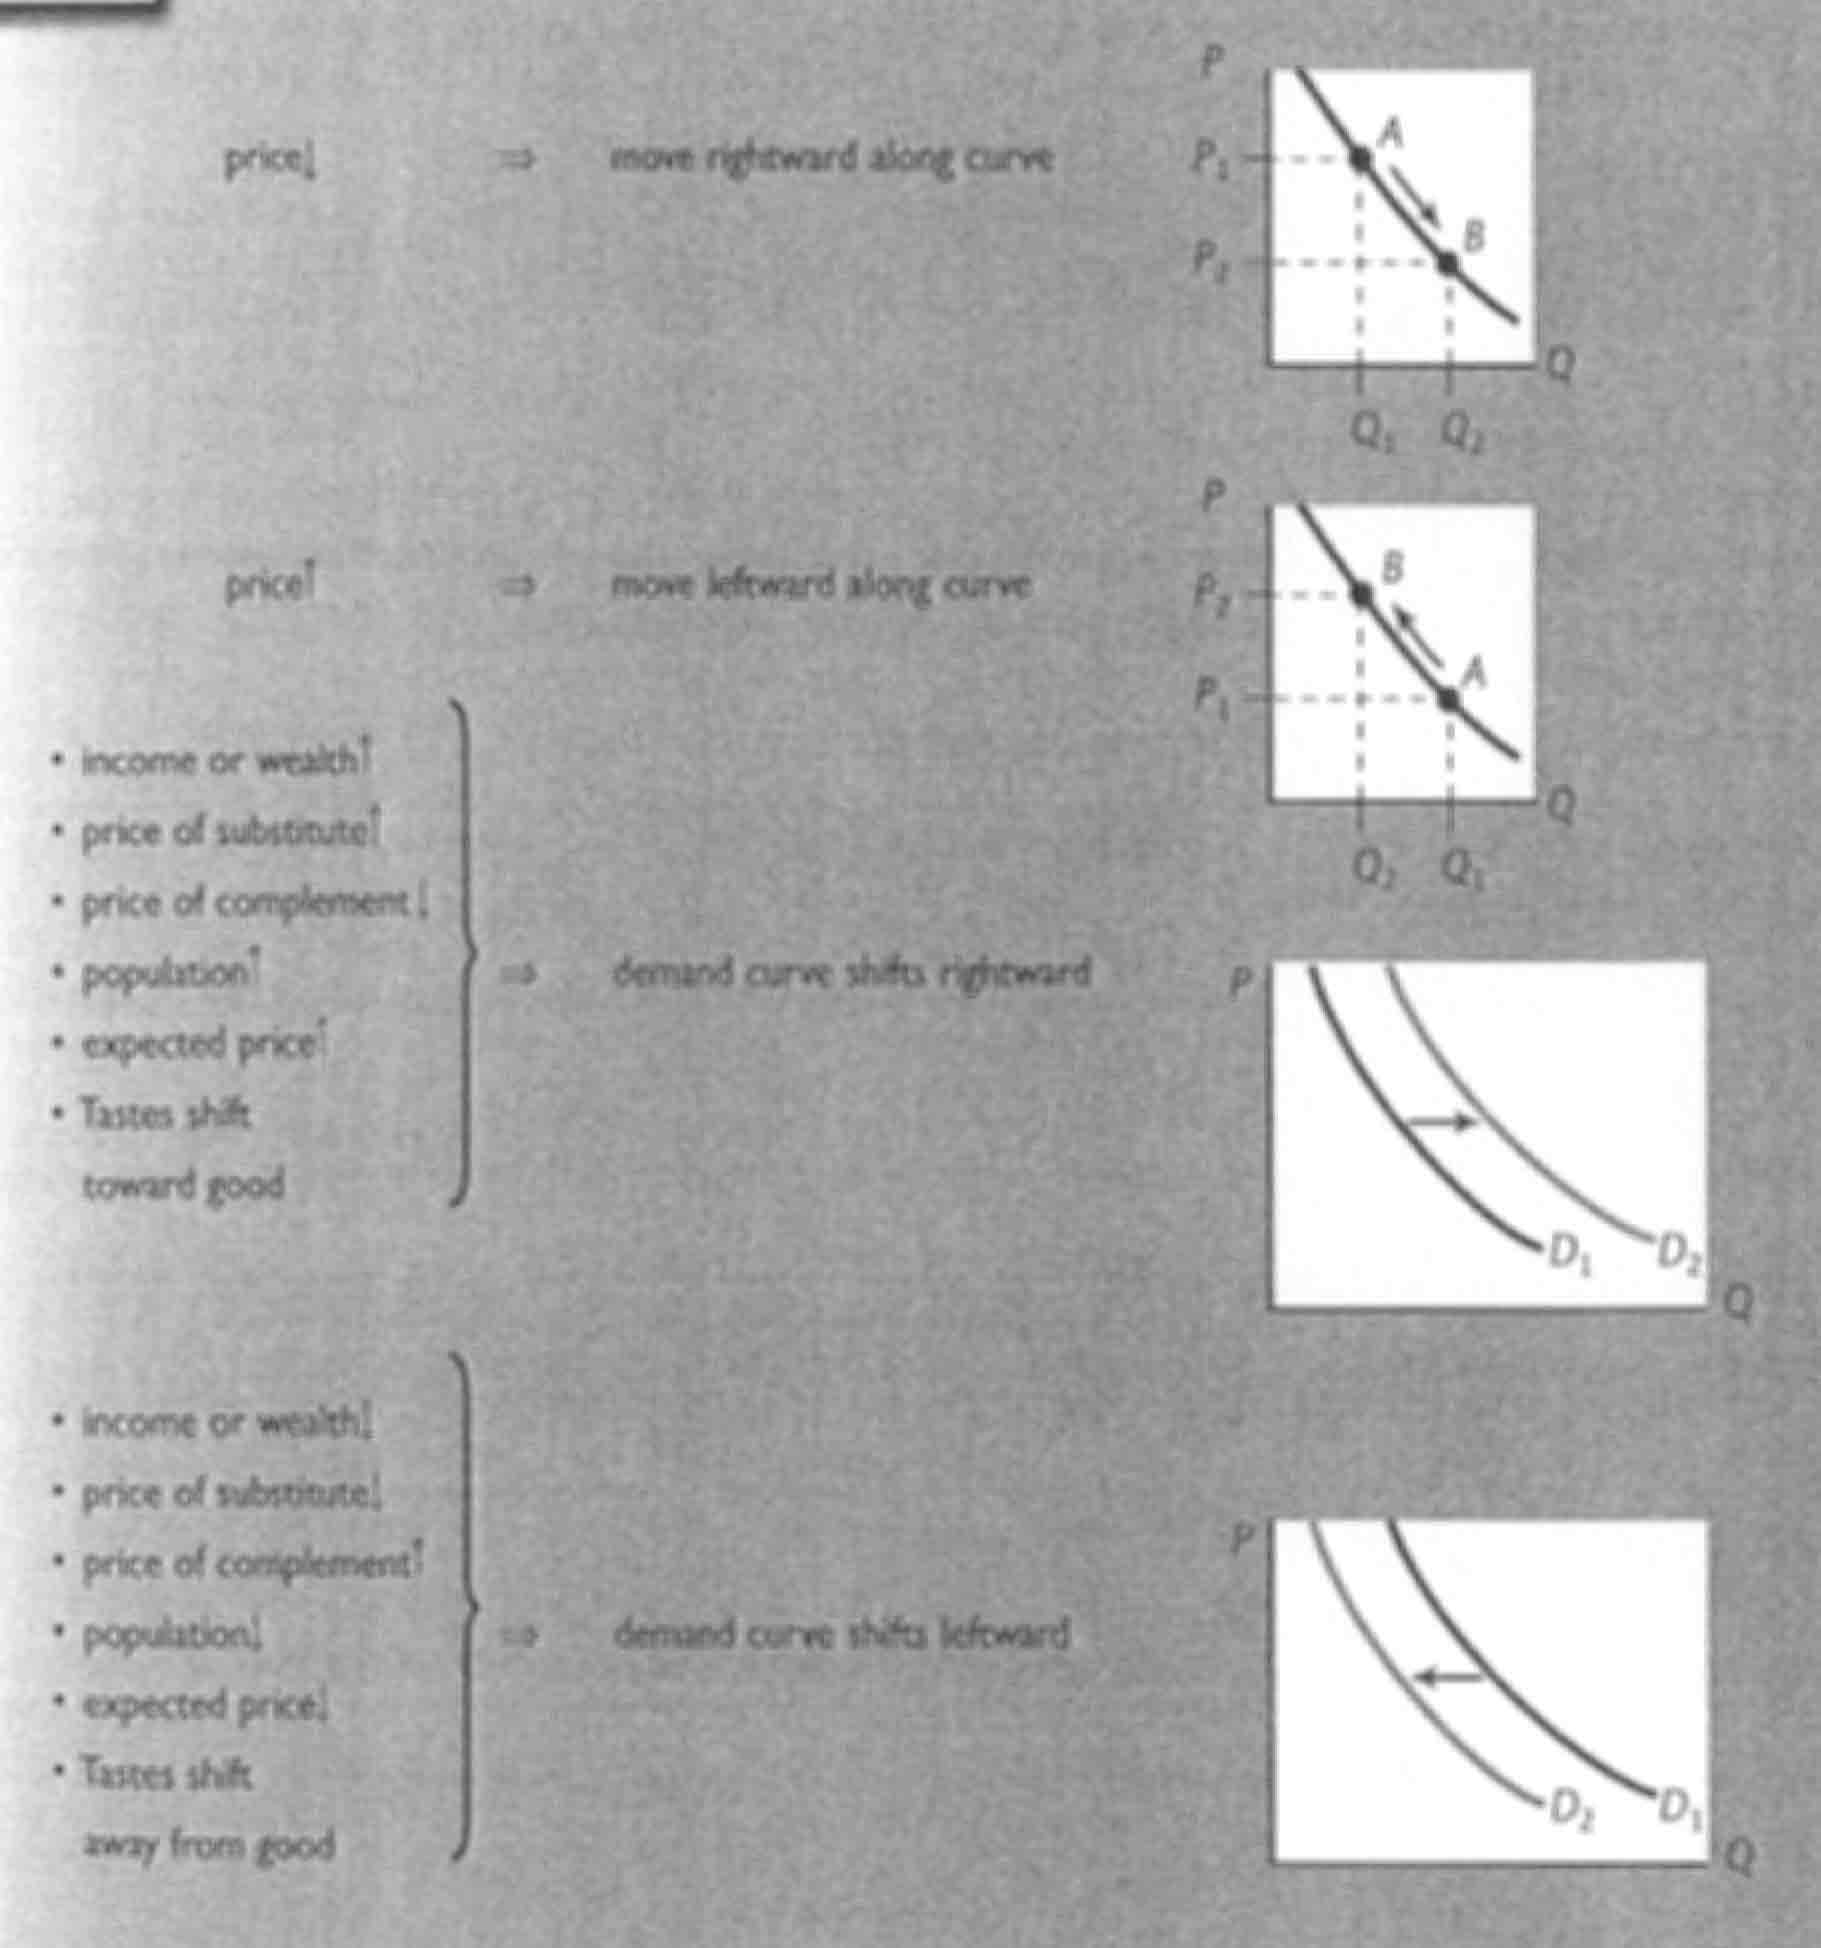 price↓ ⇒ move rightward along curve
P
P₁
P₂
A
B
Q
Q₁ Q₂
price↑ ⇒ move leftward along curve
P
P₂
P₁
B
A
Q
Q₂ Q₁
• income or wealth↑
• price of substitute↑
• price of complement↓
• population↑
• expected price↑
• Tastes shift
toward good
⇒ demand curve shifts rightward
P
D₁
D₂
Q
• income or wealth↓
• price of substitute↓
• price of complement↑
• population↓
• expected price↓
• Tastes shift
away from good
⇒ demand curve shifts leftward
P
D₂
D₁
Q